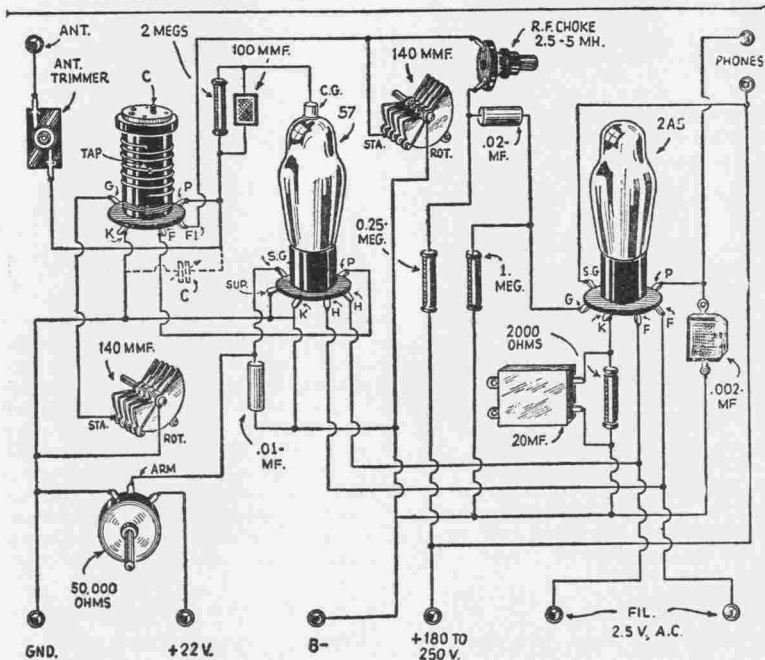 ANT.
2 MEGS
100 MMF.
140 MMF.
R.F. CHOKE
2.5-5 MH.
PHONES
ANT.
TRIMMER
C
C.G.
57
2A5
TAP
STA.
ROT.
.02-
MF.
G
P
K
F
F1
0.25-
MEG.
1.
MEG.
S.G
P
SUP.
K
H
H
C
S.G
P
G
K
F
F
140 MMF.
STA.
ROT.
2000
OHMS
.002-
MF
20MF.
.01-
MF.
ARM
50,000
OHMS
GND.
+22 V.
B-
+180 TO
250 V.
FIL.
2.5 V, A.C.